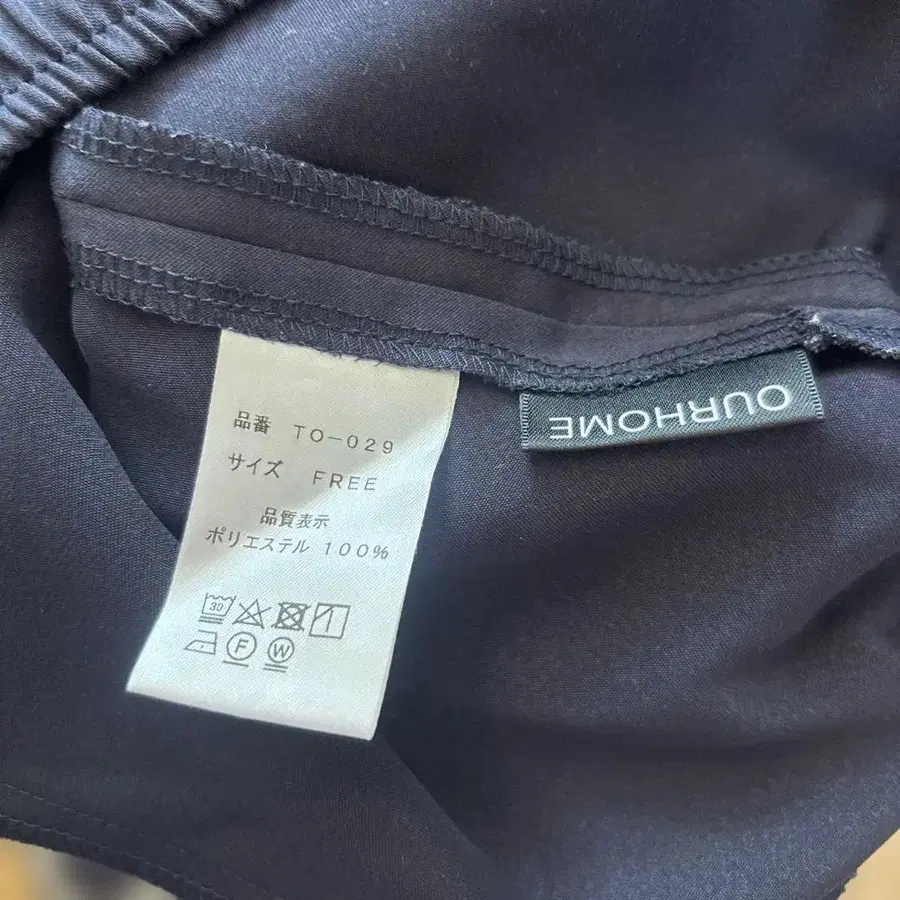 品番 TO-029
サイズ FREE
品質表示
ポリエステル 100%
30
F W
OURHOME